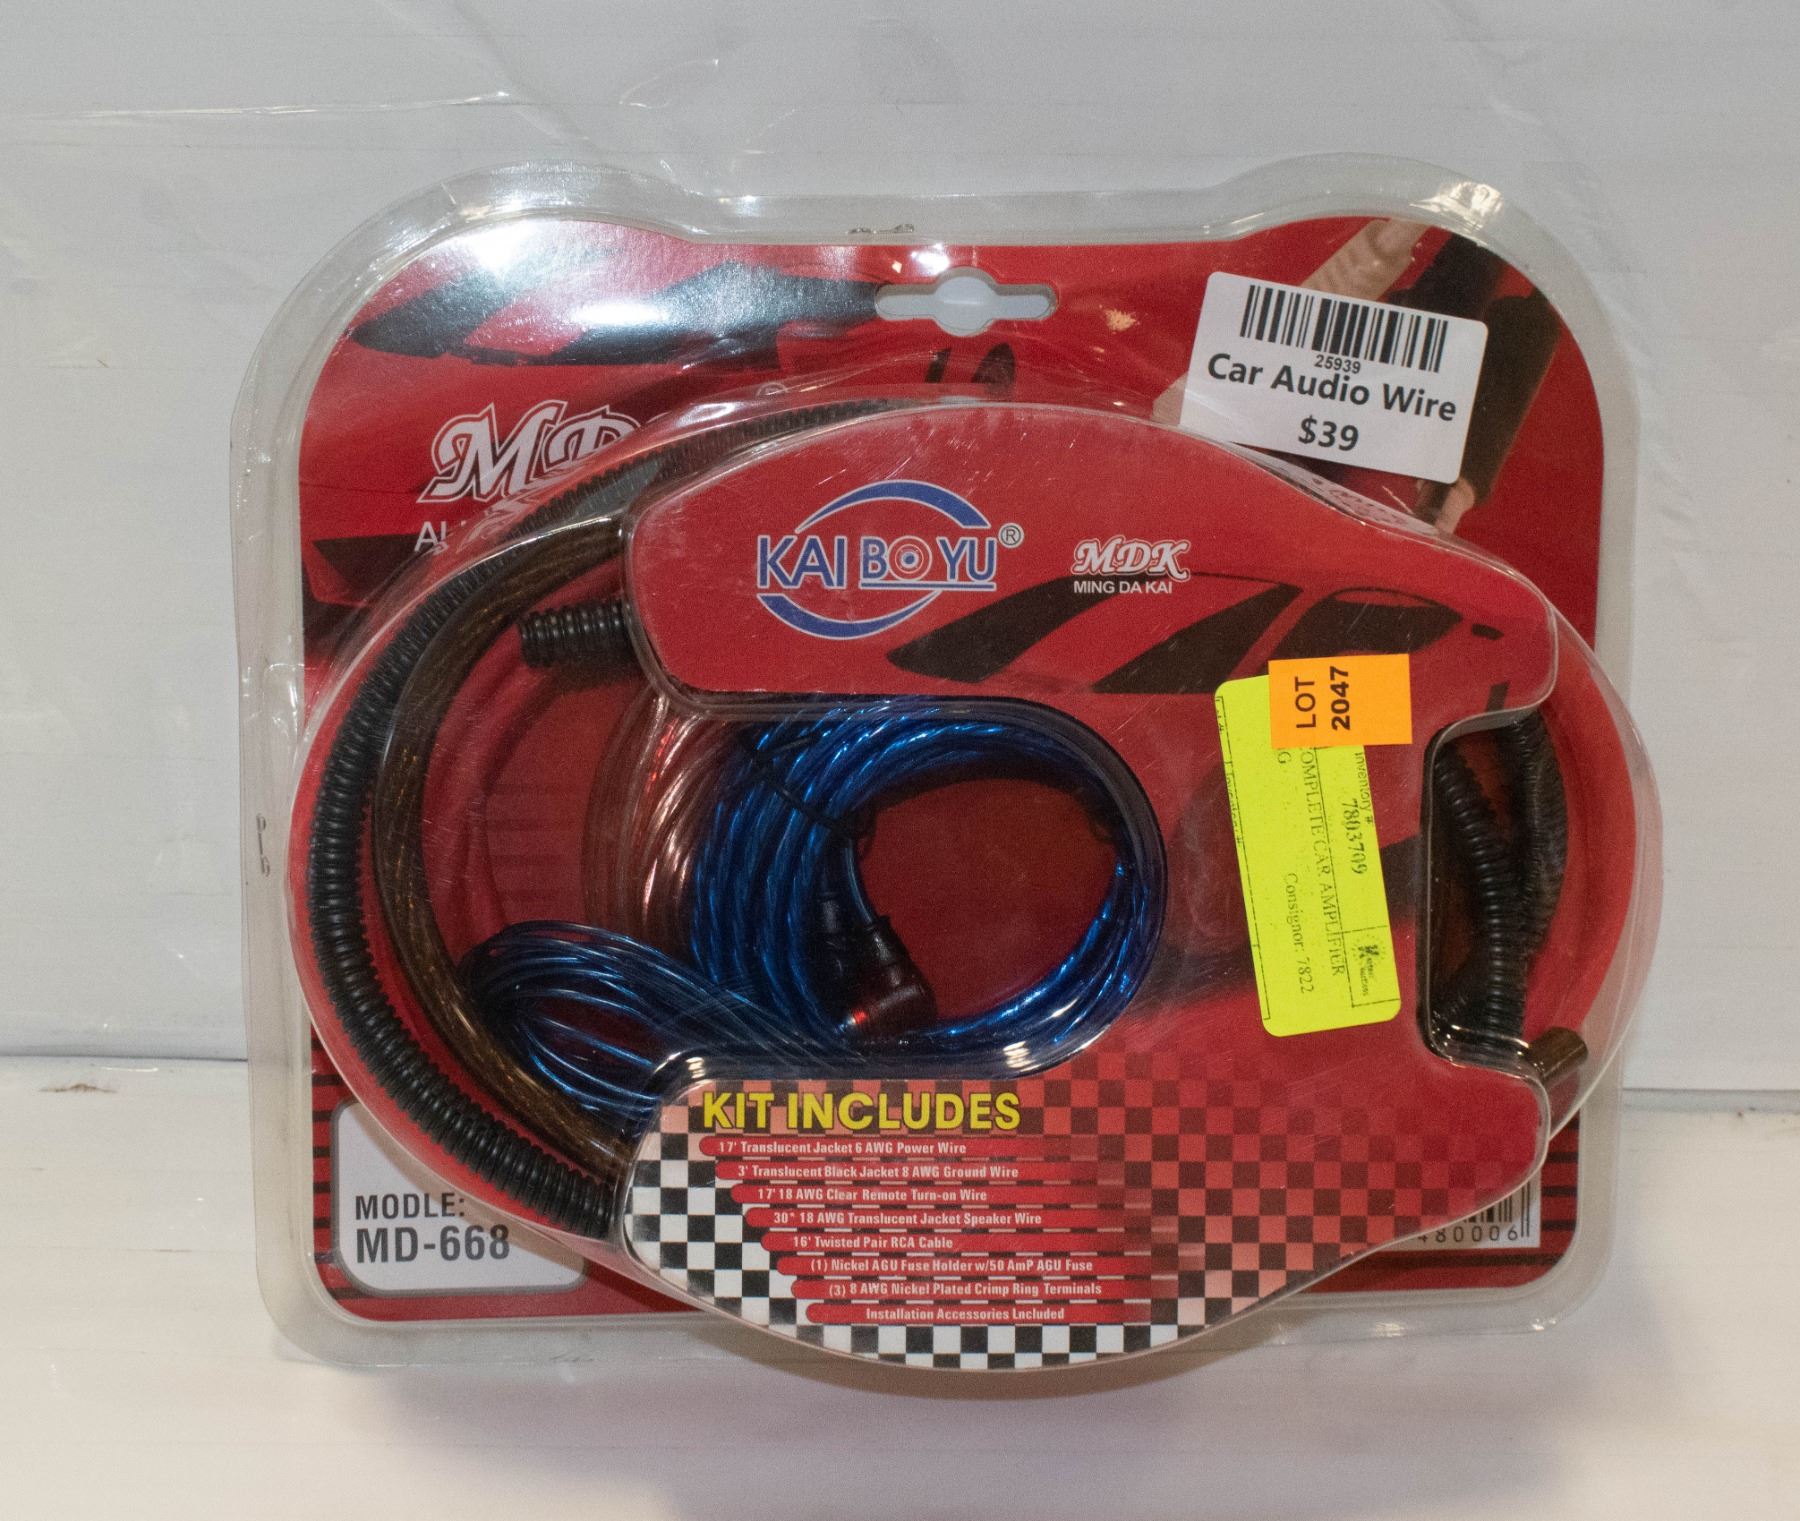 25939
Car Audio Wire
$39
KAI BO YU®
MDK
MING DA KAI
LOT
2047
Inventory #
7803709
COMPLETE CAR AMPLIFIER
G
Consignor: 7822
KIT INCLUDES
17' Translucent Jacket 6 AWG Power Wire
3' Translucent Black Jacket 8 AWG Ground Wire
17' 18 AWG Clear Remote Turn-on Wire
30" 18 AWG Translucent Jacket Speaker Wire
16' Twisted Pair RCA Cable
(1) Nickel AGU Fuse Holder w/50 AmP AGU Fuse
(3) 8 AWG Nickel Plated Crimp Ring Terminals
Installation Accessories Lncluded
MODLE:
MD-668
480006